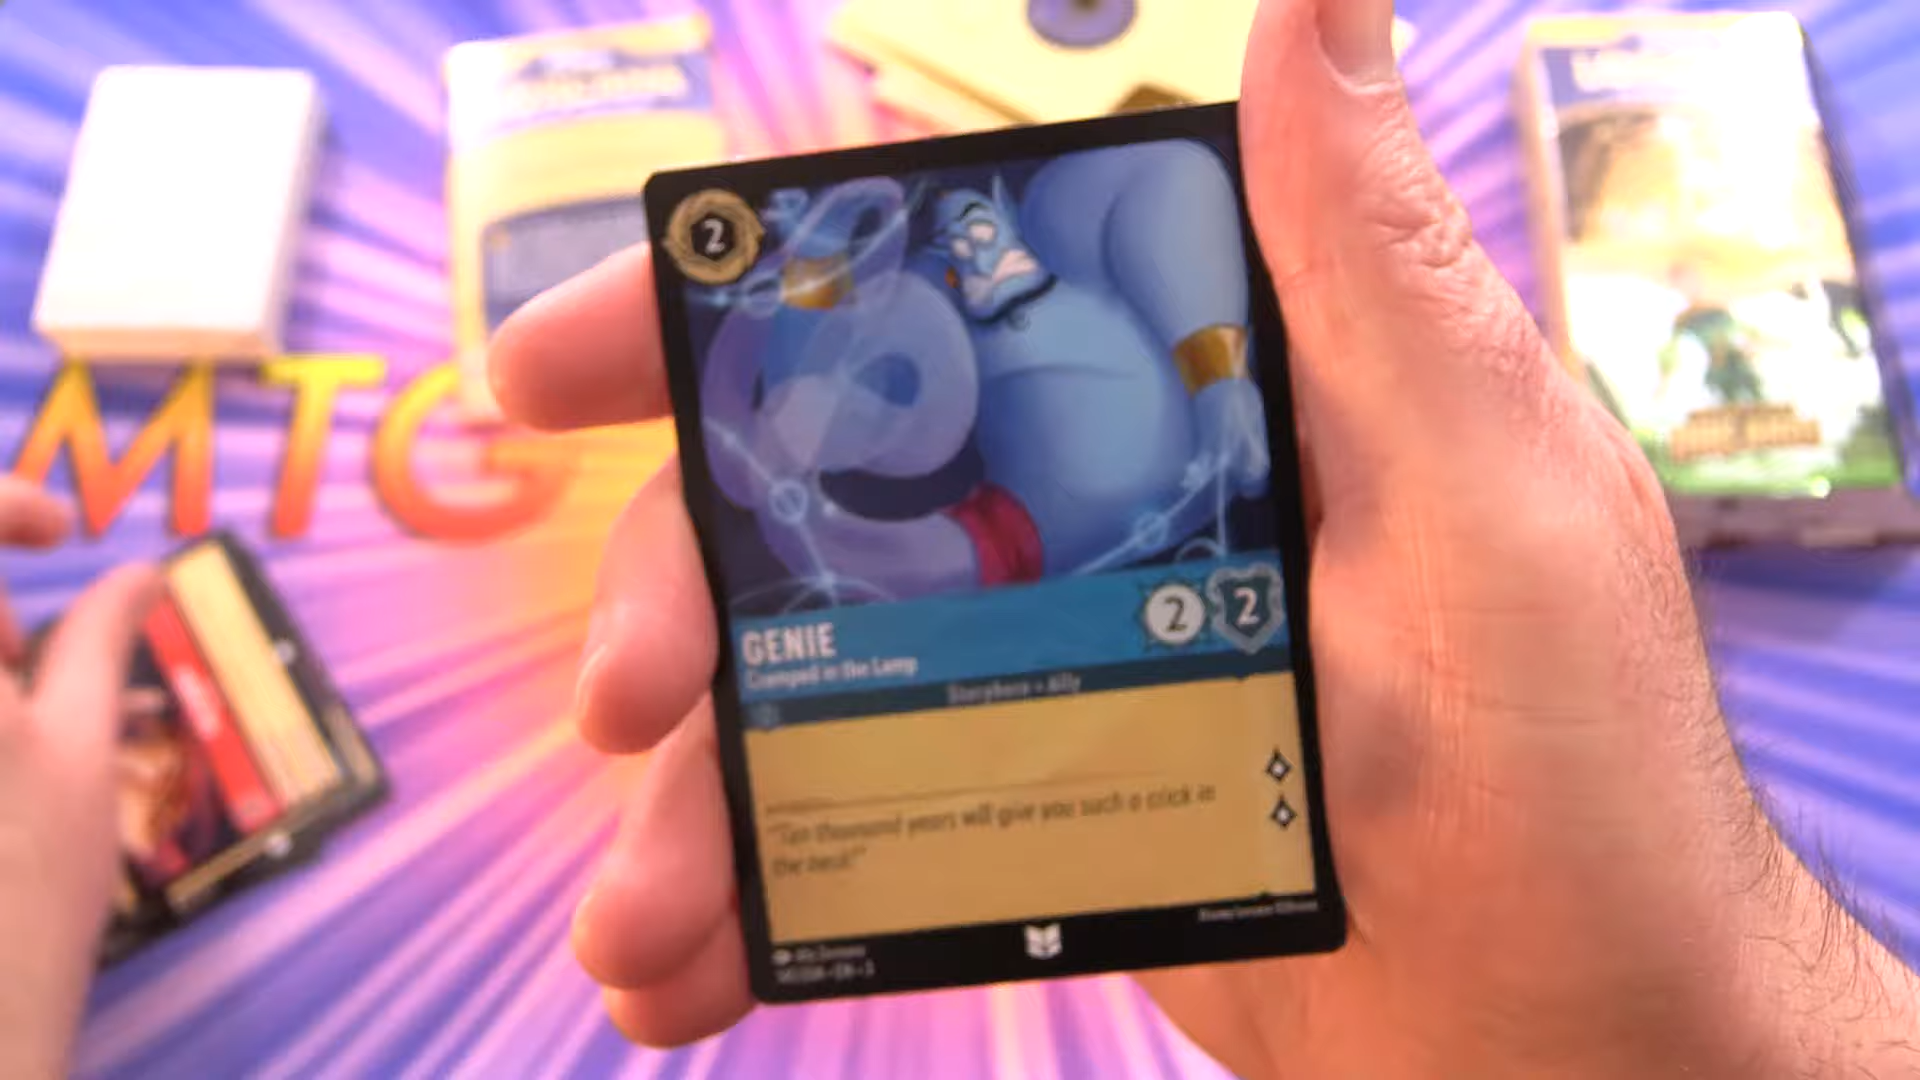 MTG
2
GENIE
2 2
Cramped in the Lamp
Storyborn • Ally
"Ten thousand years will give you such a crick in
the neck!"